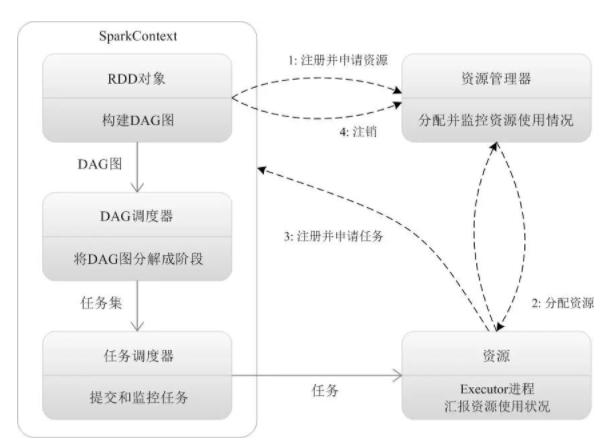 SparkContext
RDD对象
构建DAG图
1: 注册并申请资源
4: 注销
资源管理器
分配并监控资源使用情况
DAG图
DAG调度器
将DAG图分解成阶段
3: 注册并申请任务
2: 分配资源
任务集
任务调度器
提交和监控任务
任务
资源
Executor进程
汇报资源使用状况